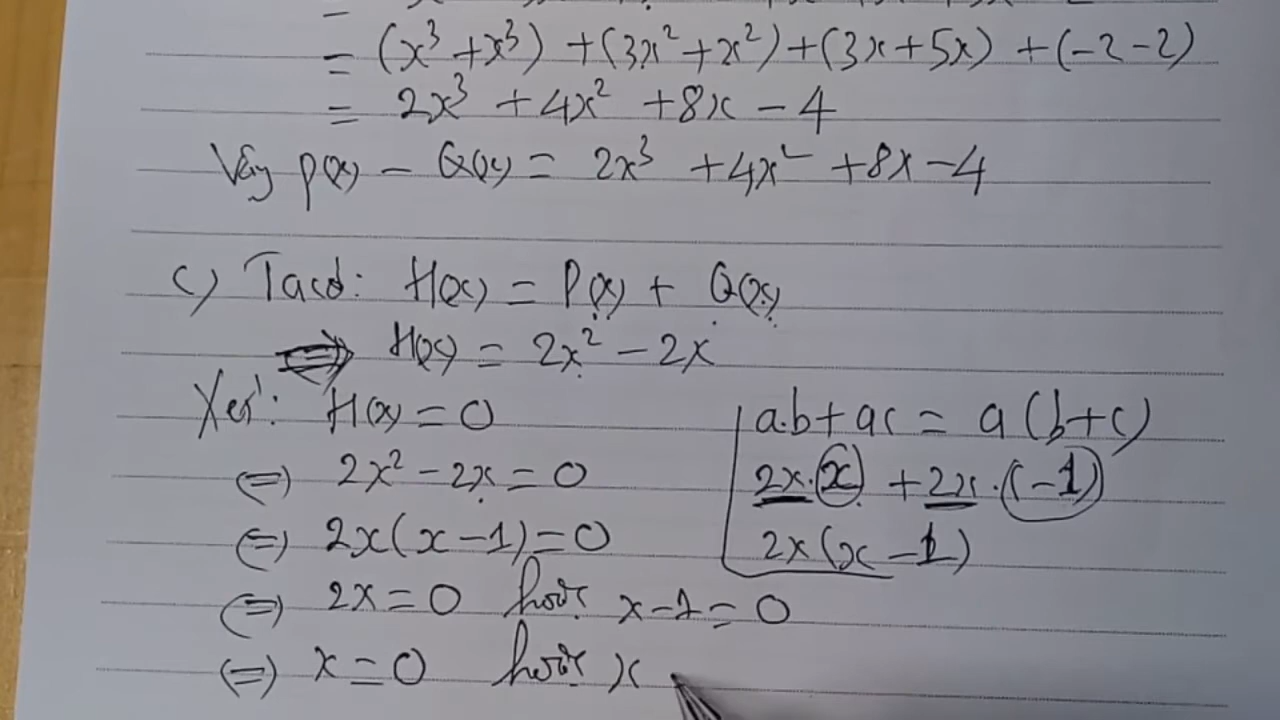 = (x³ + x³) + (3x² + x²) + (3x + 5x) + (-2 - 2)
= 2x³ + 4x² + 8x - 4
Vậy P(x) - Q(x) = 2x³ + 4x² + 8x - 4
c) Ta có: H(x) = P(x) + Q(x)
⇒ H(x) = 2x² - 2x
Xét: H(x) = 0
⇔ 2x² - 2x = 0
⇔ 2x(x - 1) = 0
⇔ 2x = 0 hoặc x - 1 = 0
⇔ x = 0 hoặc x
a.b + ac = a(b + c)
2x.x + 2x.(-1)
2x(x - 1)